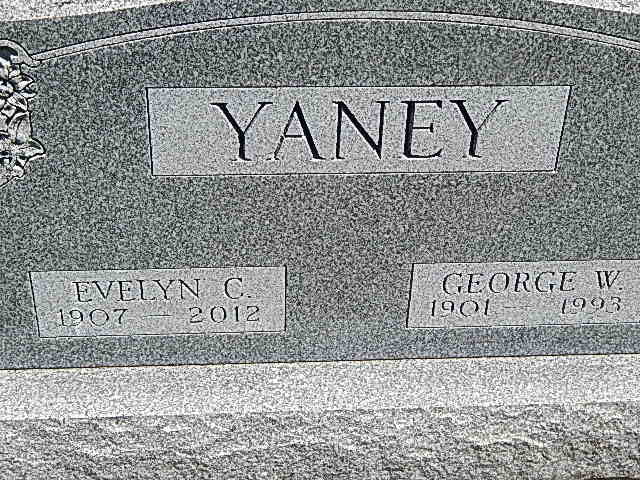 YANEY
EVELYN C.
1907 — 2012
GEORGE W.
1901 — 1993